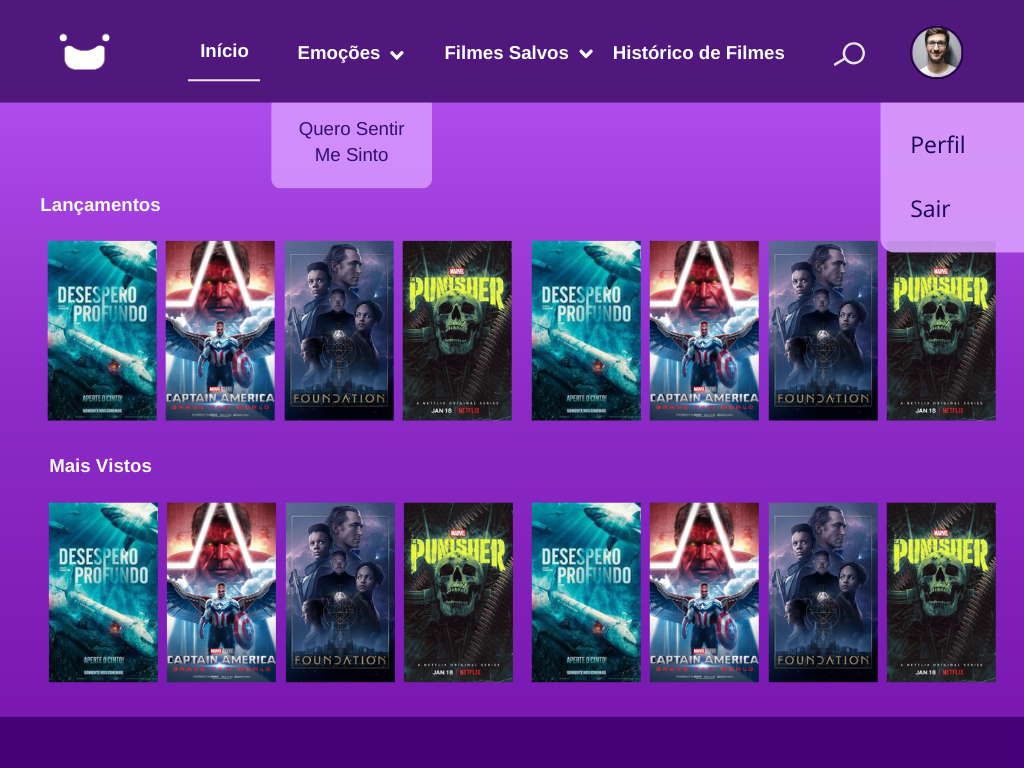 Início
Emoções
Filmes Salvos
Histórico de Filmes
Quero Sentir
Me Sinto
Perfil
Sair
Lançamentos
DESESPERO
PROFUNDO
APERTE O CINTO!
SOMENTE NOS CINEMAS
MARVEL STUDIOS
CAPTAIN AMERICA
BRAVE NEW WORLD
FOUNDATION
MARVEL
PUNISHER
A NETFLIX ORIGINAL SERIES
JAN 18 | NETFLIX
DESESPERO
PROFUNDO
APERTE O CINTO!
SOMENTE NOS CINEMAS
MARVEL STUDIOS
CAPTAIN AMERICA
BRAVE NEW WORLD
FOUNDATION
MARVEL
PUNISHER
A NETFLIX ORIGINAL SERIES
JAN 18 | NETFLIX
Mais Vistos
DESESPERO
PROFUNDO
APERTE O CINTO!
SOMENTE NOS CINEMAS
MARVEL STUDIOS
CAPTAIN AMERICA
BRAVE NEW WORLD
FOUNDATION
MARVEL
PUNISHER
A NETFLIX ORIGINAL SERIES
JAN 18 | NETFLIX
DESESPERO
PROFUNDO
APERTE O CINTO!
SOMENTE NOS CINEMAS
MARVEL STUDIOS
CAPTAIN AMERICA
BRAVE NEW WORLD
FOUNDATION
MARVEL
PUNISHER
A NETFLIX ORIGINAL SERIES
JAN 18 | NETFLIX